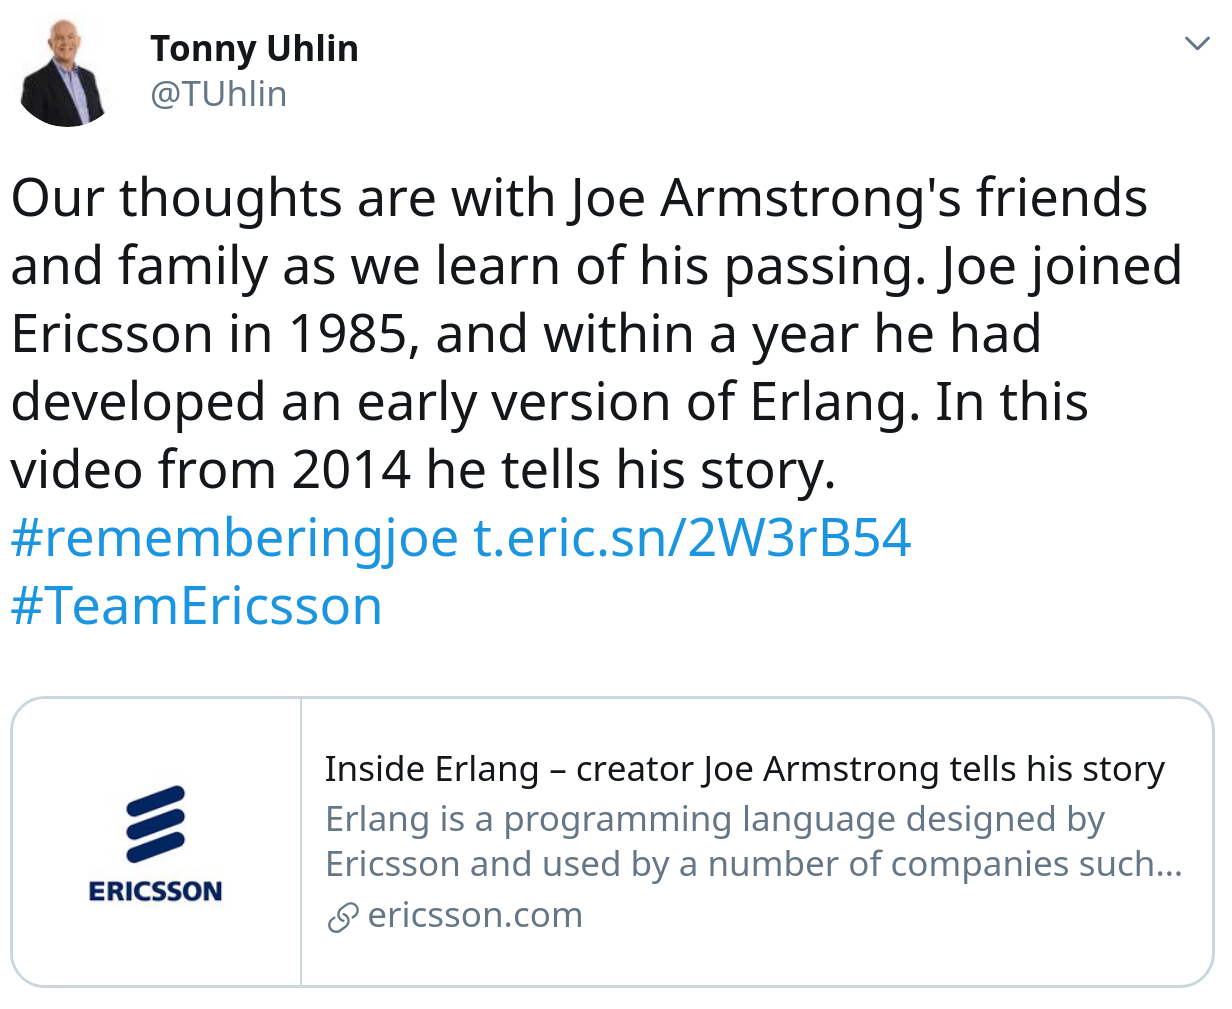 Tonny Uhlin
@TUhlin
Our thoughts are with Joe Armstrong's friends
and family as we learn of his passing. Joe joined
Ericsson in 1985, and within a year he had
developed an early version of Erlang. In this
video from 2014 he tells his story.
#rememberingjoe t.eric.sn/2W3rB54
#TeamEricsson
ERICSSON
Inside Erlang – creator Joe Armstrong tells his story
Erlang is a programming language designed by
Ericsson and used by a number of companies such...
ericsson.com